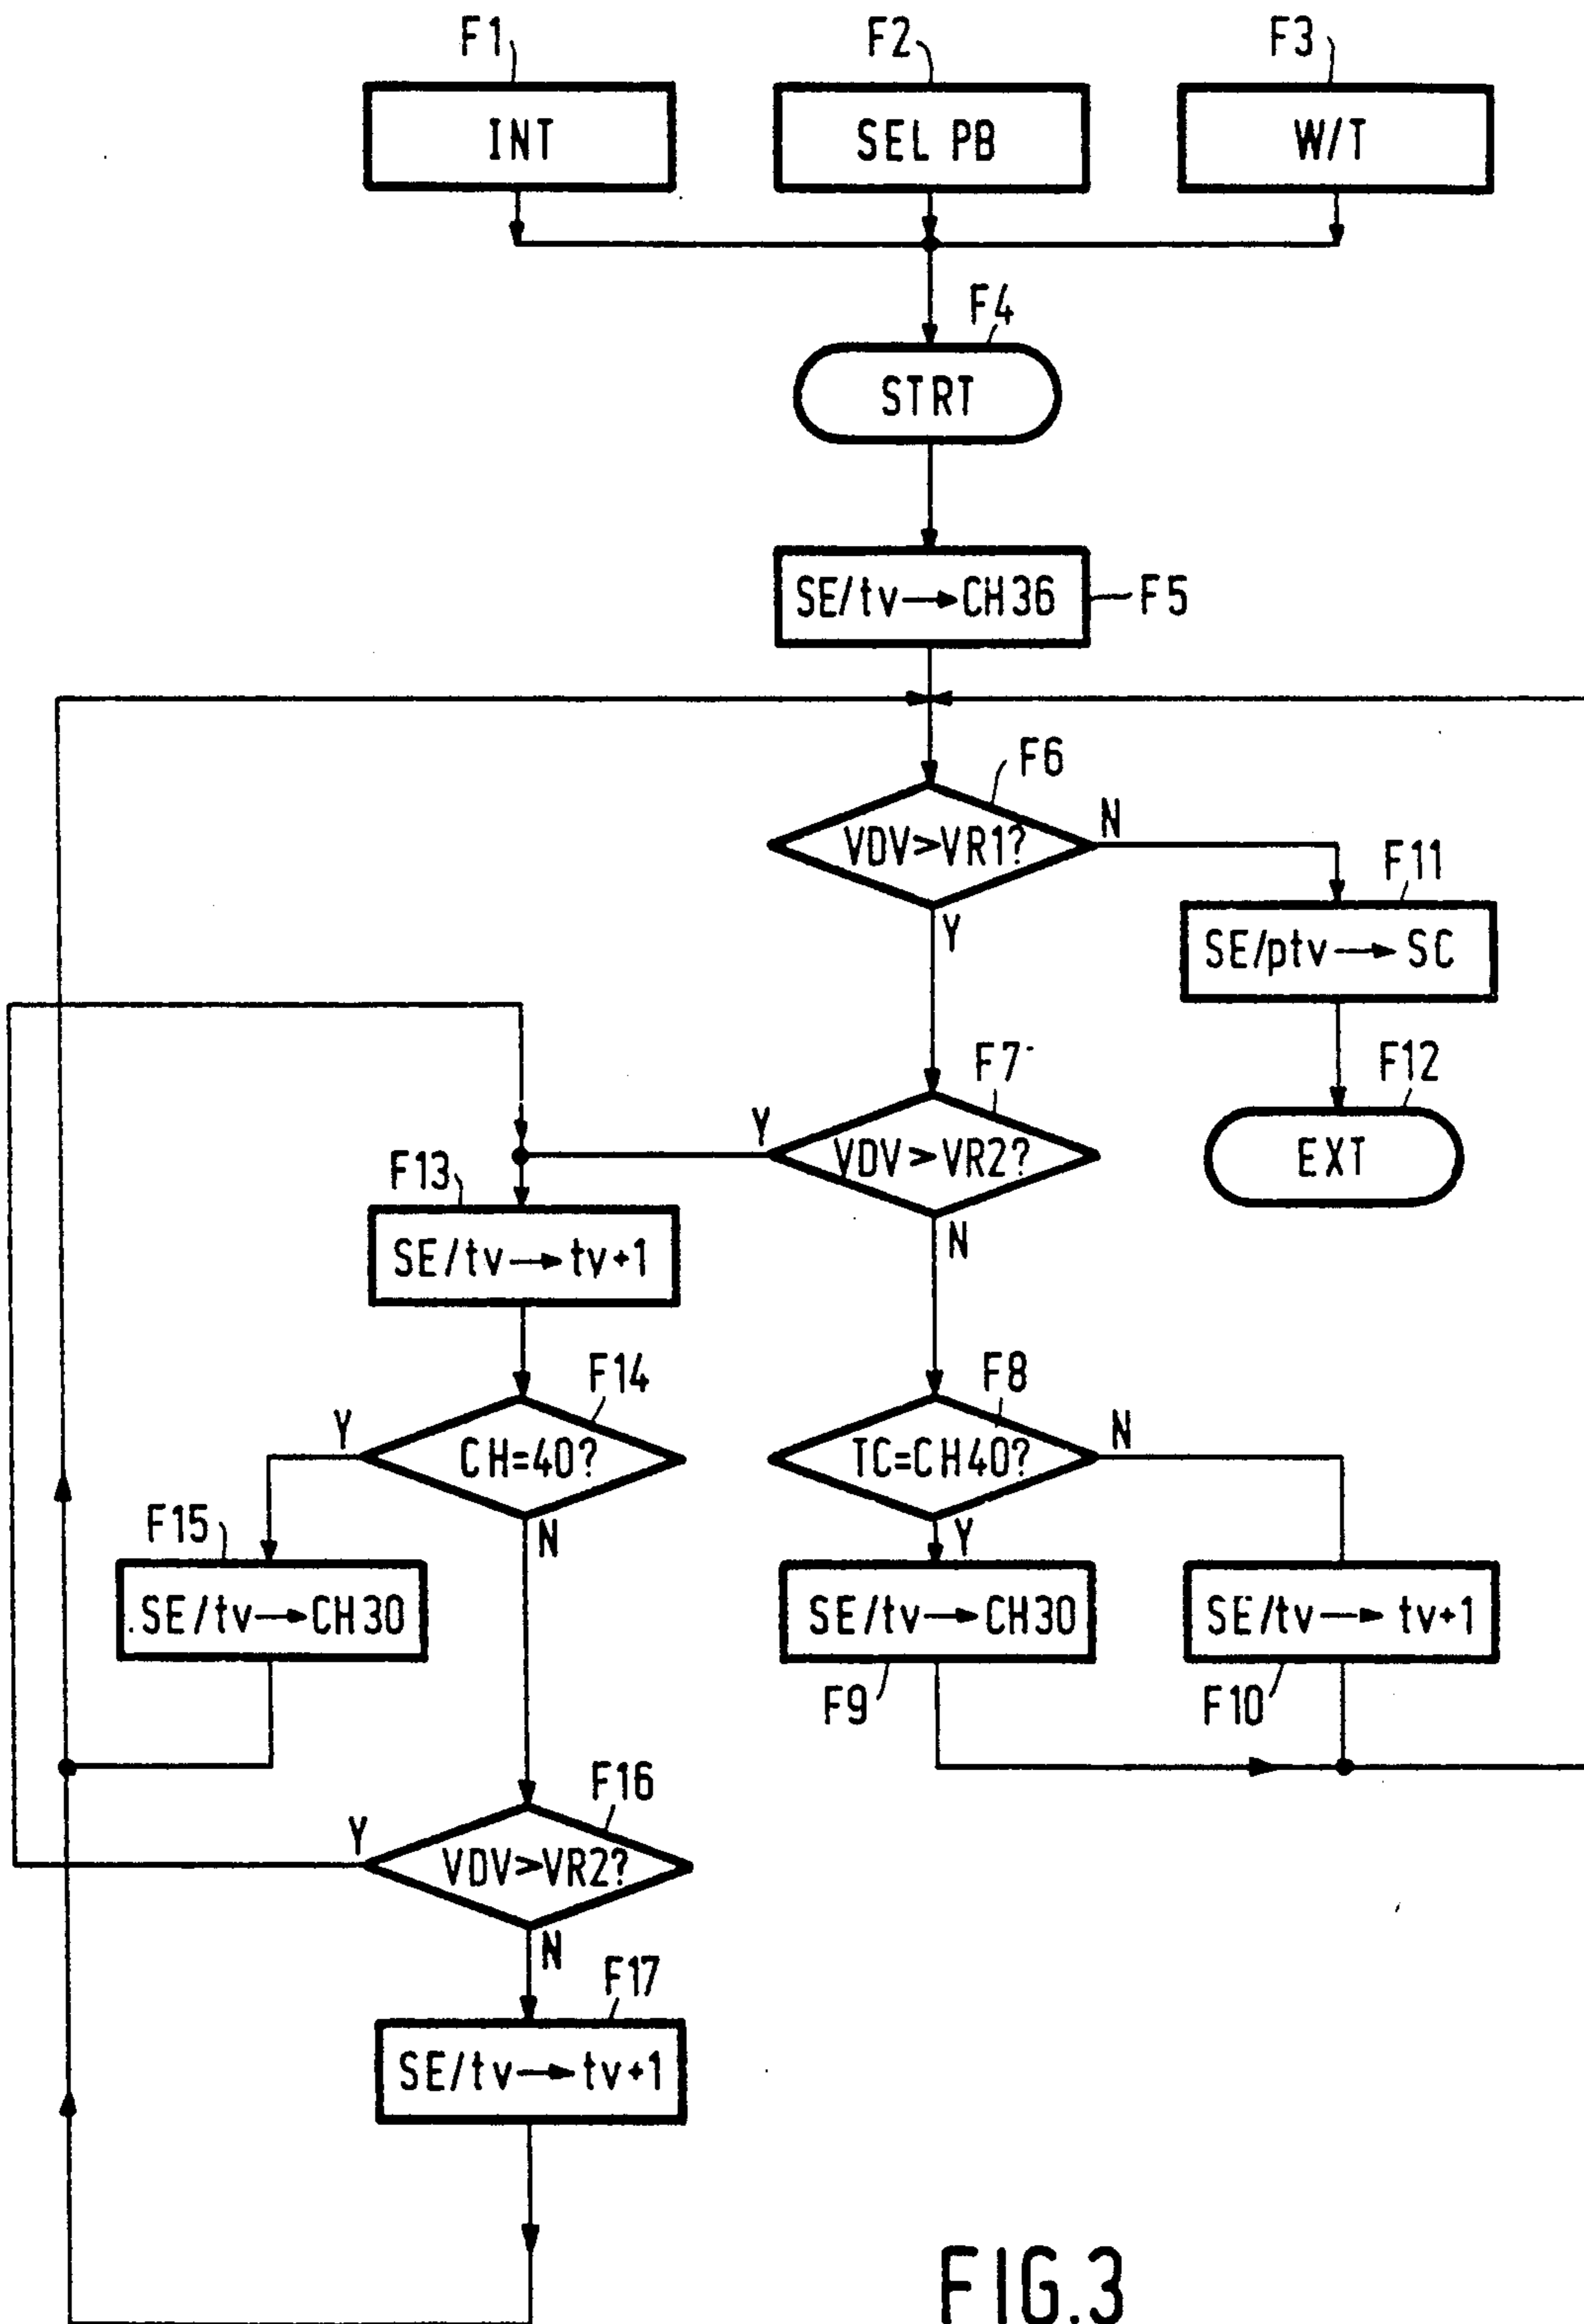 F1 F2 F3
INT SEL PB W/T
F4
STRT
SE/tv→CH36 F5
F6
VDV>VR1? N
F11
Y
SE/ptv→SC
F7
F12
Y
VDV>VR2?
EXT
F13
N
SE/tv→tv+1
F14
F8
Y
CH=40?
TC=CH40?
N
F15
N
Y
SE/tv→CH30
SE/tv→CH30
SE/tv→tv+1
F9
F10
F16
Y
VDV>VR2?
N
F17
SE/tv→tv+1
FIG.3